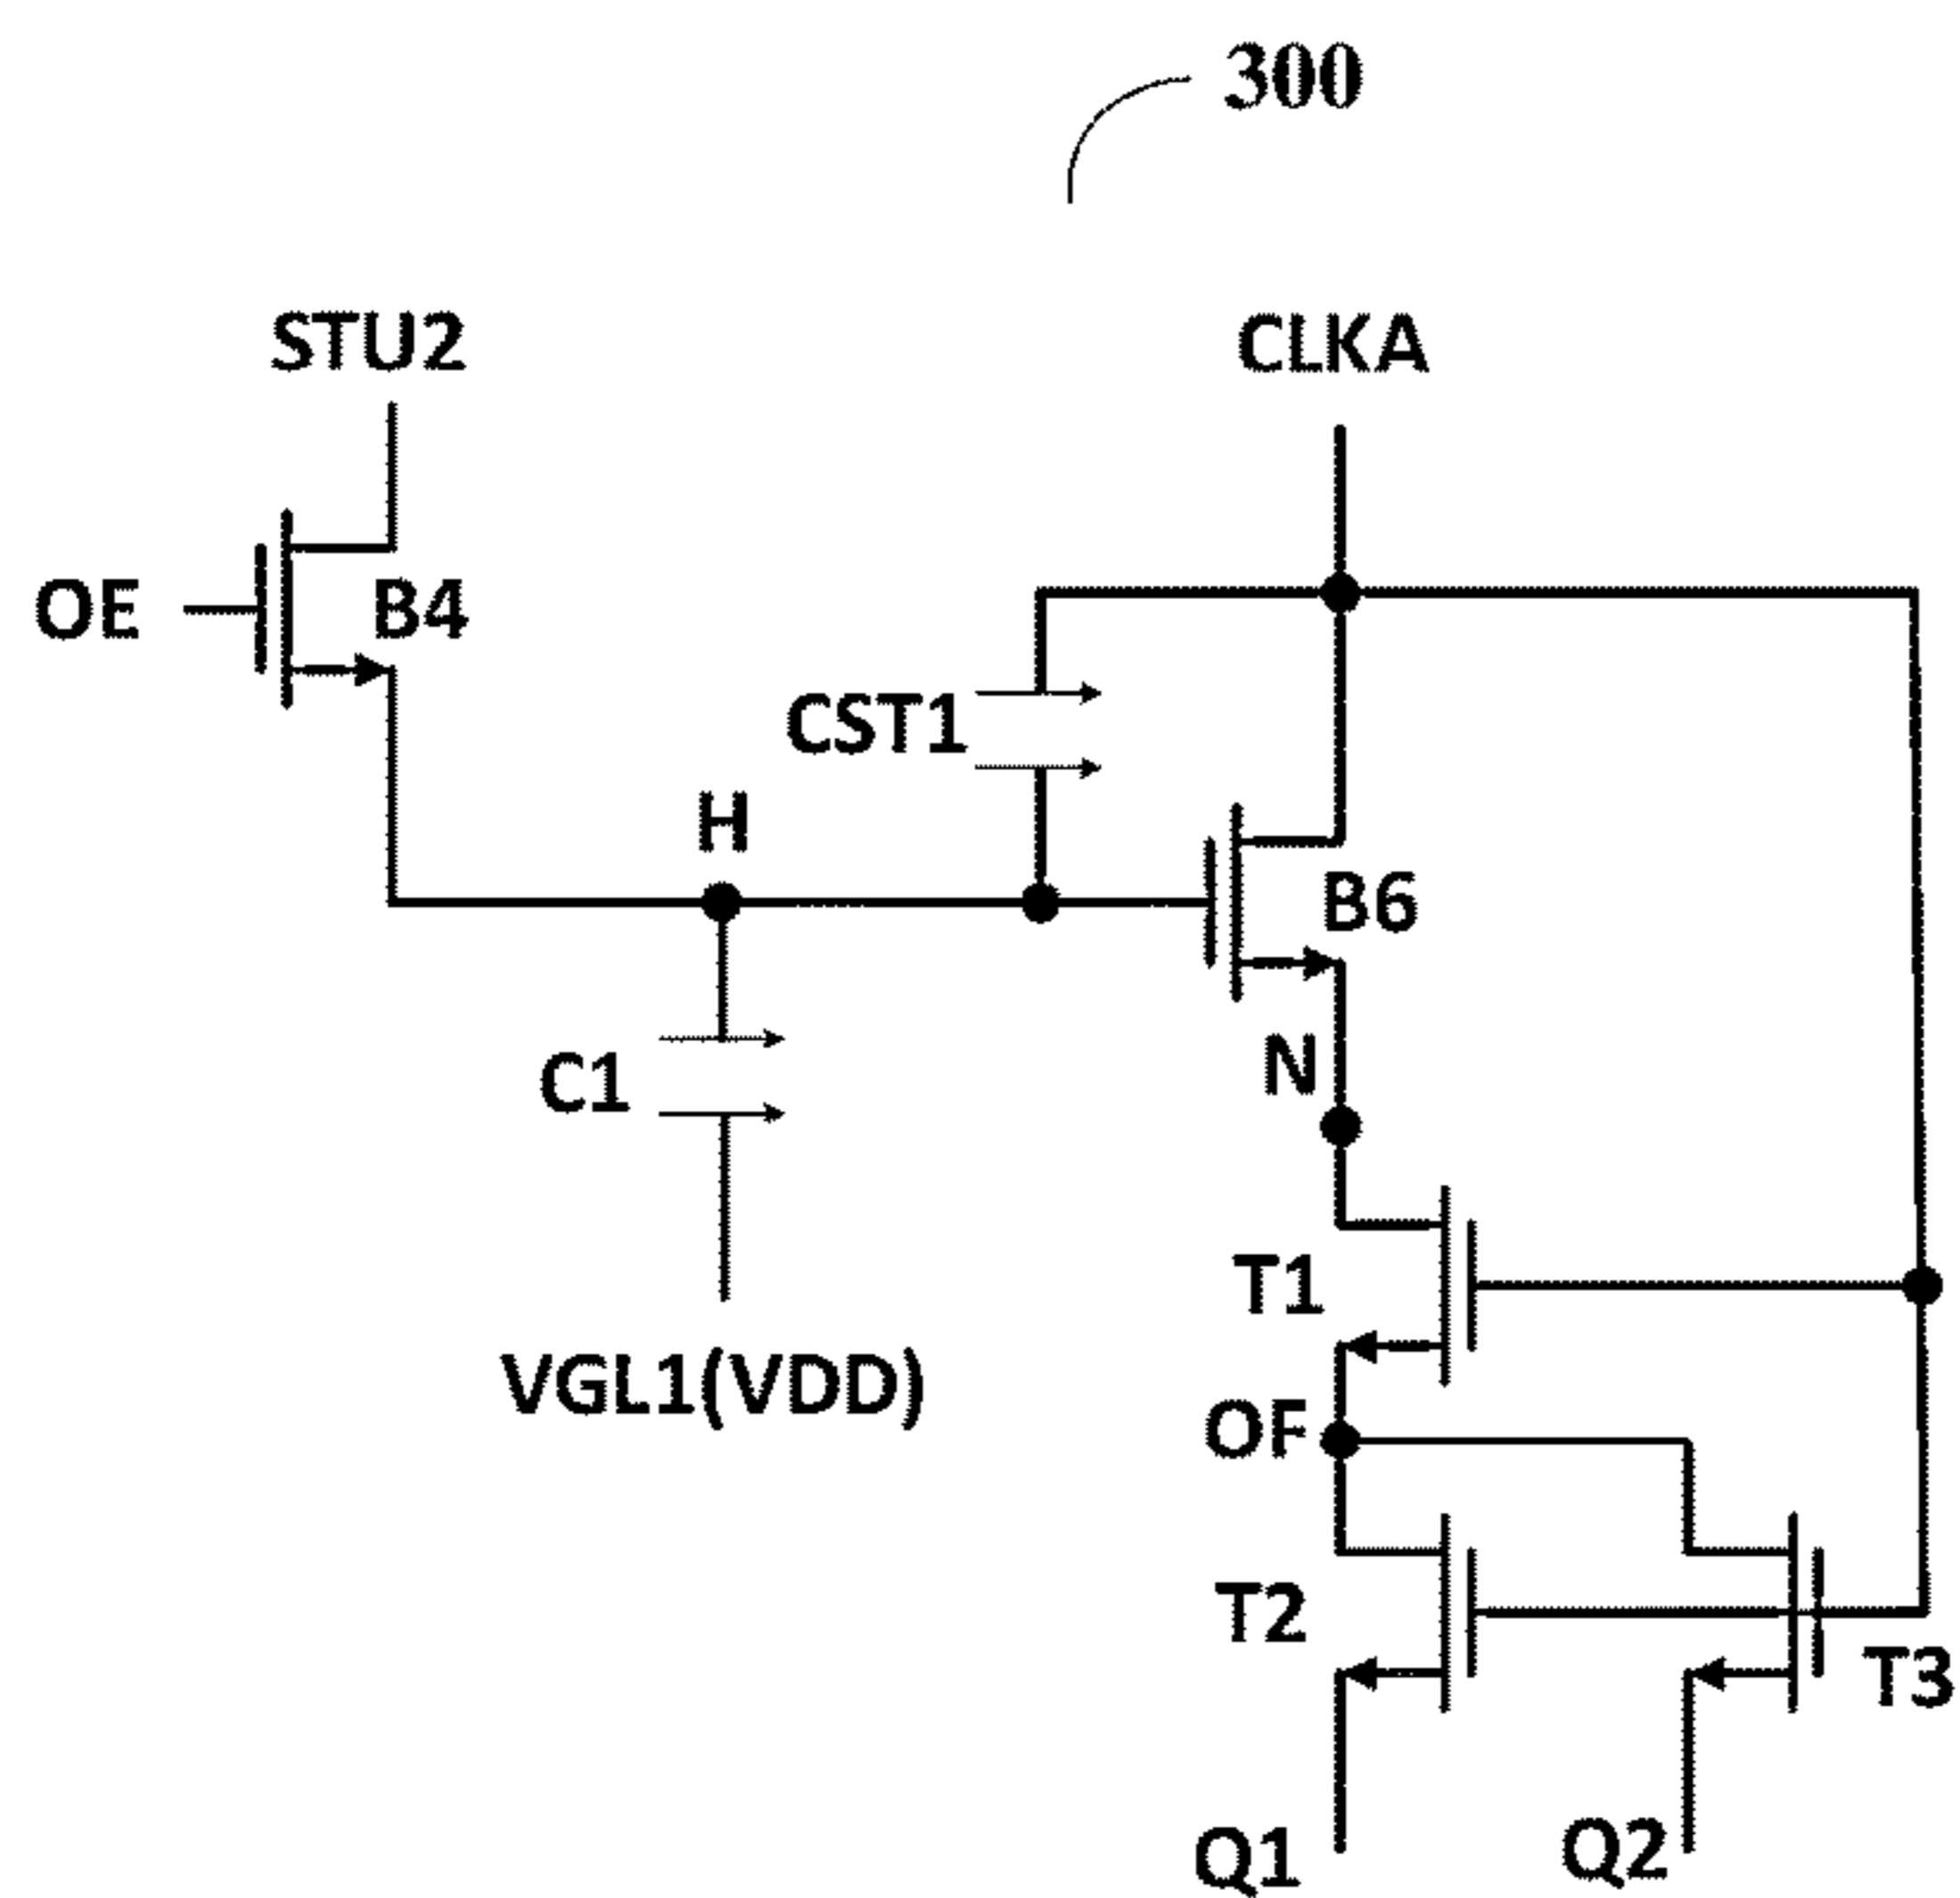 300
STU2
CLKA
OE
B4
CST1
H
B6
N
C1
T1
VGL1(VDD)
OF
T2
T3
Q1
Q2